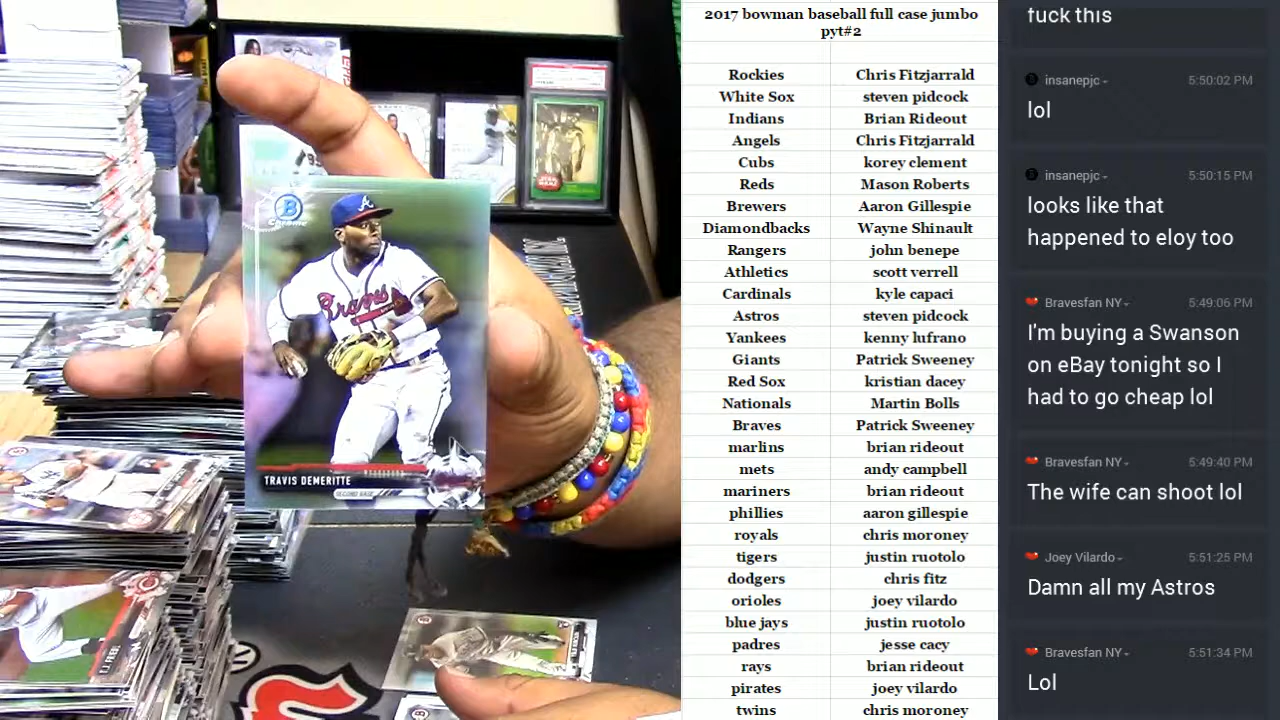 Chrome
Braves
TRAVIS DEMERITTE
SECOND BASE
2017 bowman baseball full case jumbo
pyt#2
Rockies Chris Fitzjarrald
White Sox steven pidcock
Indians Brian Rideout
Angels Chris Fitzjarrald
Cubs korey clement
Reds Mason Roberts
Brewers Aaron Gillespie
Diamondbacks Wayne Shinault
Rangers john benepe
Athletics scott verrell
Cardinals kyle capaci
Astros steven pidcock
Yankees kenny lufrano
Giants Patrick Sweeney
Red Sox kristian dacey
Nationals Martin Bolls
Braves Patrick Sweeney
marlins brian rideout
mets andy campbell
mariners brian rideout
phillies aaron gillespie
royals chris moroney
tigers justin ruotolo
dodgers chris fitz
orioles joey vilardo
blue jays justin ruotolo
padres jesse cacy
rays brian rideout
pirates joey vilardo
twins chris moroney
fuck this
insanepjc 5:50:02 PM
lol
insanepjc 5:50:15 PM
looks like that
happened to eloy too
Bravesfan NY 5:49:06 PM
I'm buying a Swanson
on eBay tonight so I
had to go cheap lol
Bravesfan NY 5:49:40 PM
The wife can shoot lol
Joey Vilardo 5:51:25 PM
Damn all my Astros
Bravesfan NY 5:51:34 PM
Lol